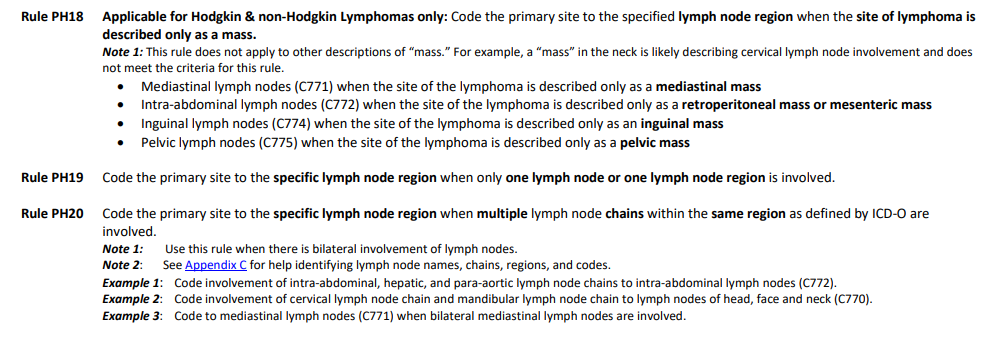 Rule PH18 Applicable for Hodgkin & non-Hodgkin Lymphomas only: Code the primary site to the specified lymph node region when the site of lymphoma is
described only as a mass.
Note 1: This rule does not apply to other descriptions of “mass.” For example, a “mass” in the neck is likely describing cervical lymph node involvement and does
not meet the criteria for this rule.
• Mediastinal lymph nodes (C771) when the site of the lymphoma is described only as a mediastinal mass
• Intra-abdominal lymph nodes (C772) when the site of the lymphoma is described only as a retroperitoneal mass or mesenteric mass
• Inguinal lymph nodes (C774) when the site of the lymphoma is described only as an inguinal mass
• Pelvic lymph nodes (C775) when the site of the lymphoma is described only as a pelvic mass
Rule PH19 Code the primary site to the specific lymph node region when only one lymph node or one lymph node region is involved.
Rule PH20 Code the primary site to the specific lymph node region when multiple lymph node chains within the same region as defined by ICD-O are
involved.
Note 1: Use this rule when there is bilateral involvement of lymph nodes.
Note 2: See Appendix C for help identifying lymph node names, chains, regions, and codes.
Example 1: Code involvement of intra-abdominal, hepatic, and para-aortic lymph node chains to intra-abdominal lymph nodes (C772).
Example 2: Code involvement of cervical lymph node chain and mandibular lymph node chain to lymph nodes of head, face and neck (C770).
Example 3: Code to mediastinal lymph nodes (C771) when bilateral mediastinal lymph nodes are involved.